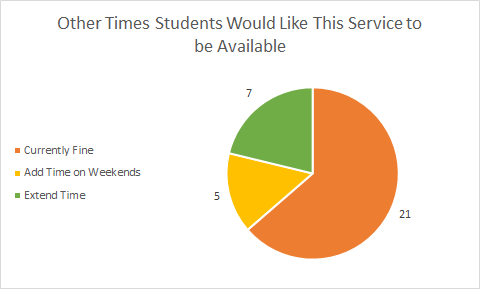 Other Times Students Would Like This Service to
be Available
Currently Fine
Add Time on Weekends
Extend Time
7
5
21